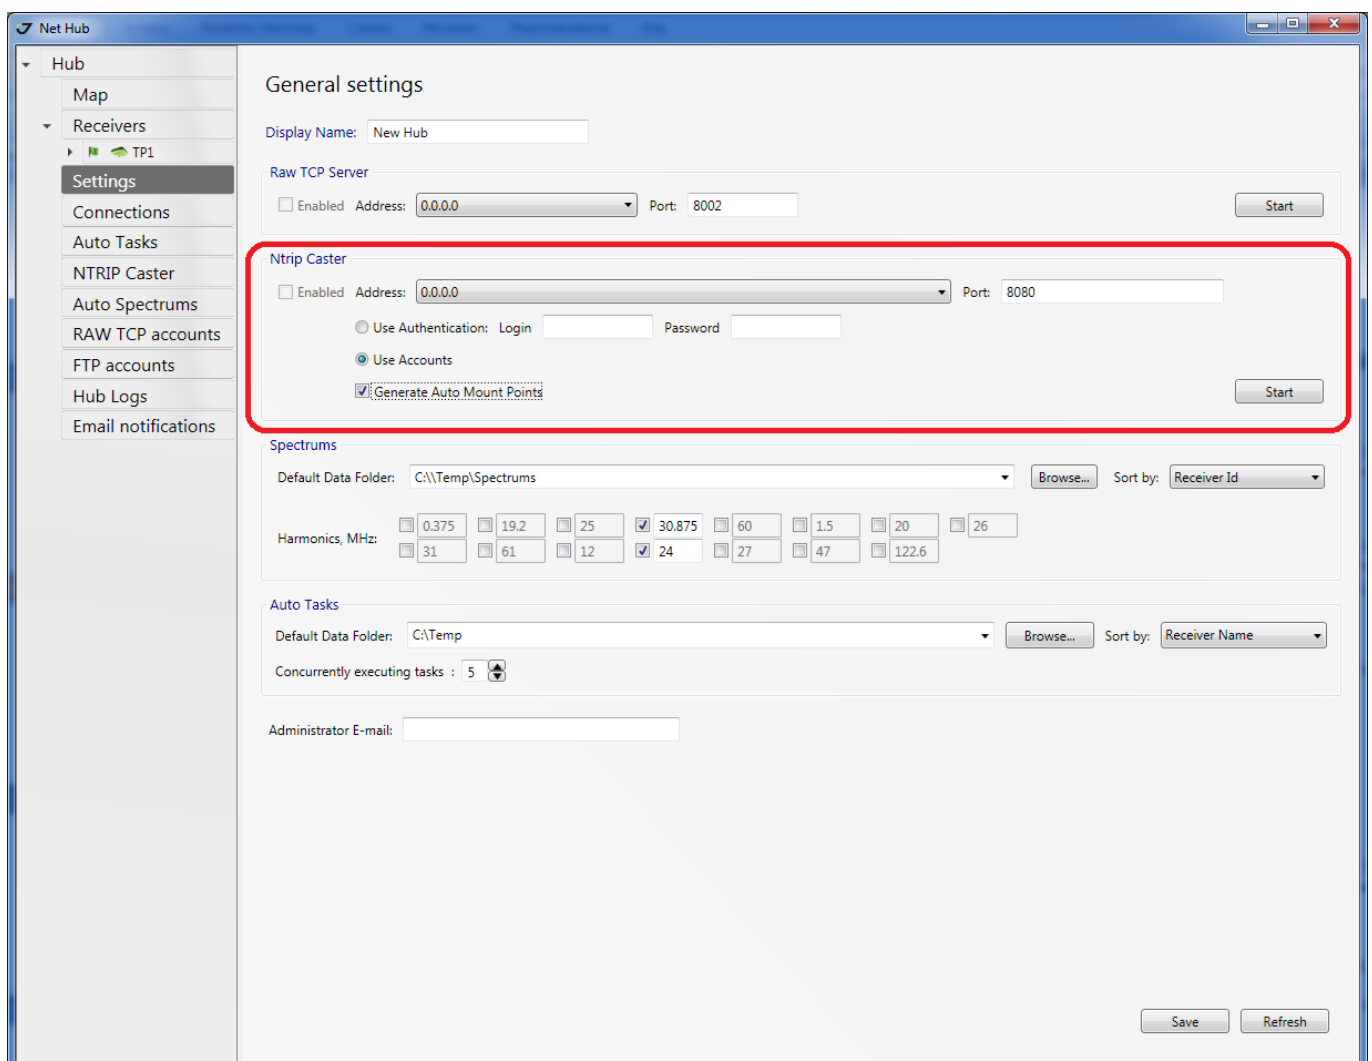 Net Hub
Hub
Map
Receivers
TP1
Settings
Connections
Auto Tasks
NTRIP Caster
Auto Spectrums
RAW TCP accounts
FTP accounts
Hub Logs
Email notifications
General settings
Display Name: New Hub
Raw TCP Server
Enabled Address: 0.0.0.0 Port: 8002 Start
Ntrip Caster
Enabled Address: 0.0.0.0 Port: 8080
Use Authentication: Login Password
Use Accounts
Generate Auto Mount Points Start
Spectrums
Default Data Folder: C:\\Temp\Spectrums Browse... Sort by: Receiver Id
Harmonics, MHz:
0.375 19.2 25 30.875 60 1.5 20 26
31 61 12 24 27 47 122.6
Auto Tasks
Default Data Folder: C:\Temp Browse... Sort by: Receiver Name
Concurrently executing tasks : 5
Administrator E-mail:
Save Refresh